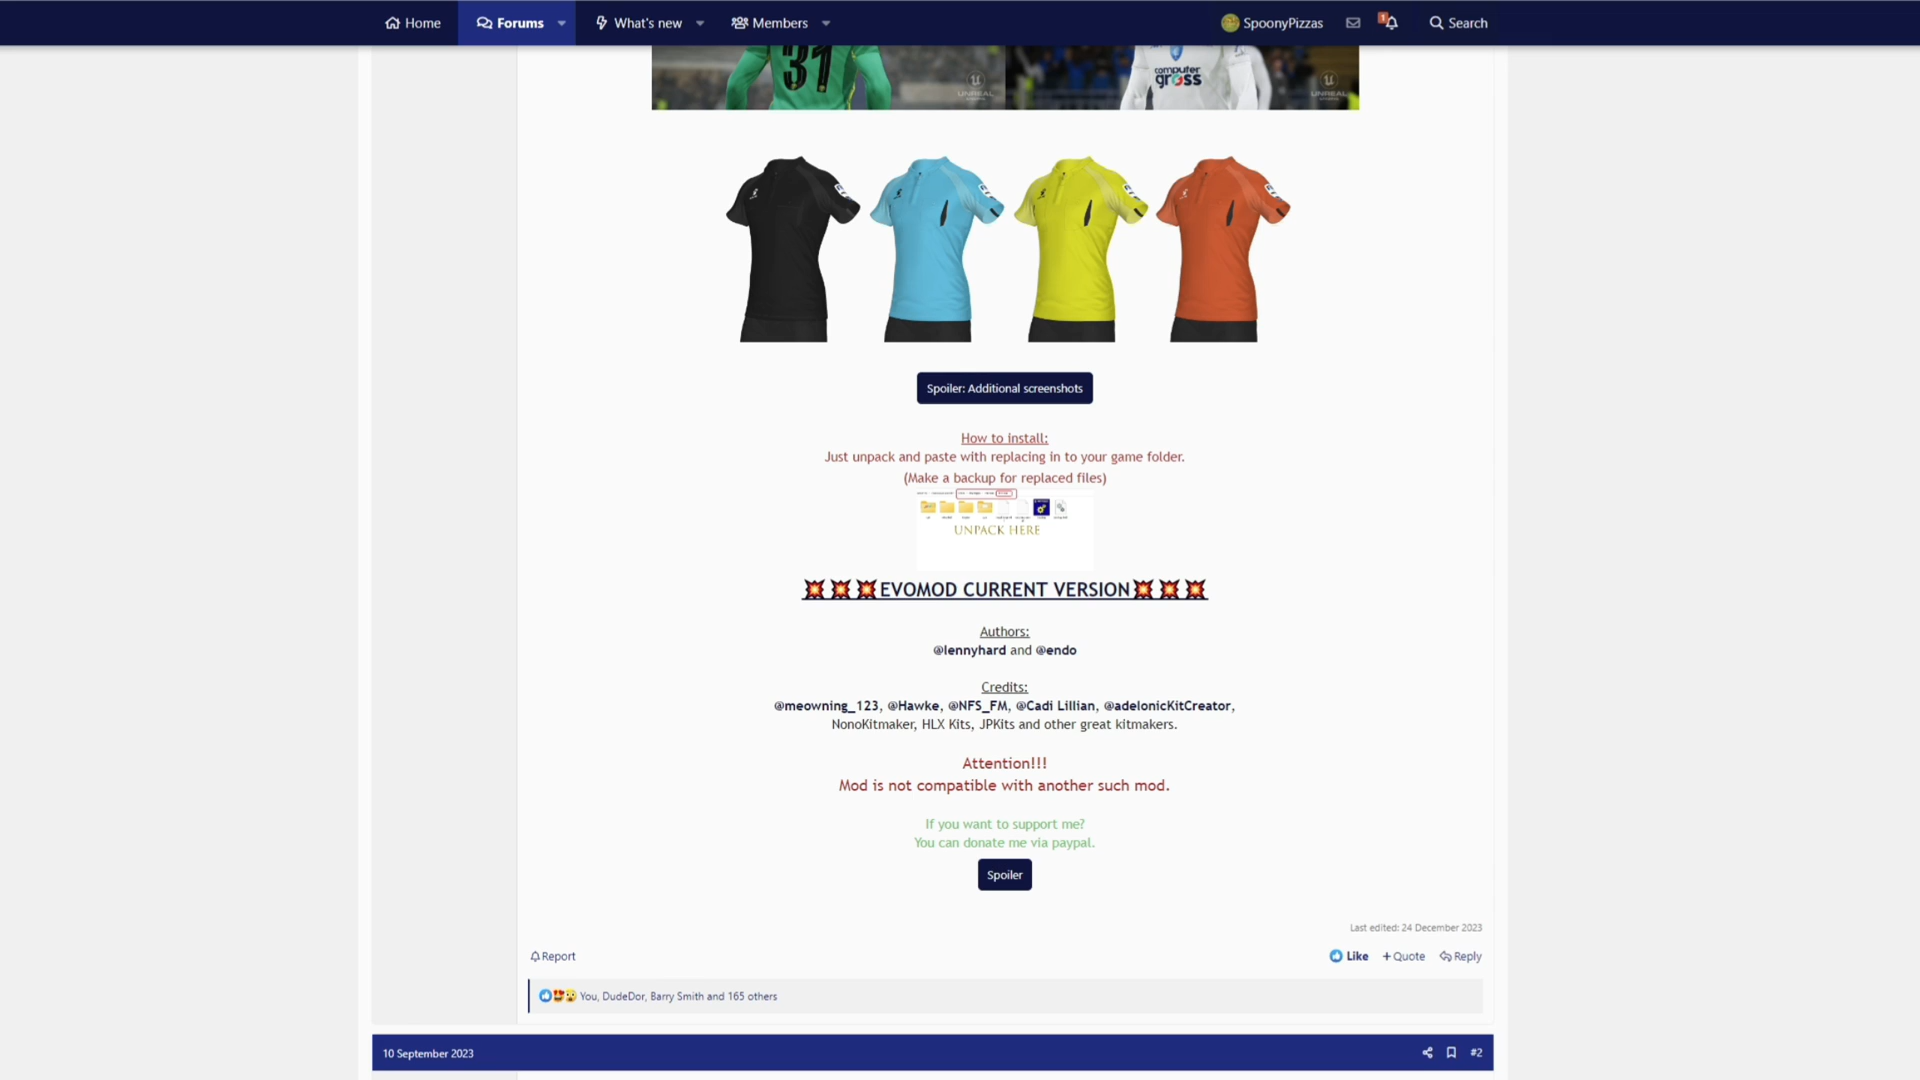 Home
Forums
What's new
Members
SpoonyPizzas
1
Search
31
UNREAL
computer
gross
UNREAL
Spoiler: Additional screenshots
How to install:
Just unpack and paste with replacing in to your game folder.
(Make a backup for replaced files)
UNPACK HERE
💥💥💥EVOMOD CURRENT VERSION💥💥💥
Authors:
@lennyhard and @endo
Credits:
@meowning_123, @Hawke, @NFS_FM, @Cadi Lillian, @adelonicKitCreator,
NonoKitmaker, HLX Kits, JPKits and other great kitmakers.
Attention!!!
Mod is not compatible with another such mod.
If you want to support me?
You can donate me via paypal.
Spoiler
Last edited: 24 December 2023
Report
Like
+ Quote
Reply
You, DudeDor, Barry Smith and 165 others
10 September 2023
#2